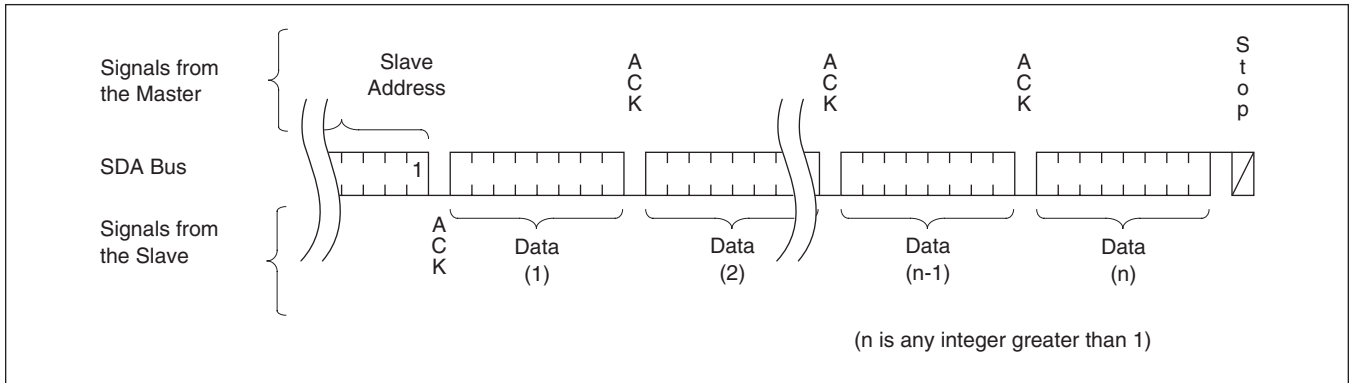 Signals from
the Master
Slave
Address
A
C
K
A
C
K
A
C
K
S
t
o
p
SDA Bus
1
Signals from
the Slave
A
C
K
Data
(1)
Data
(2)
Data
(n-1)
Data
(n)
(n is any integer greater than 1)